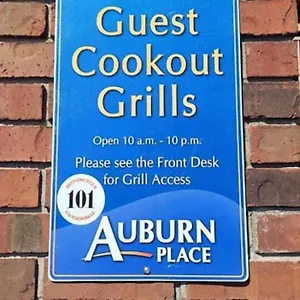 Guest
Cookout
Grills
Open 10 a.m. - 10 p.m.
Please see the Front Desk
for Grill Access
101
AUBURN
PLACE